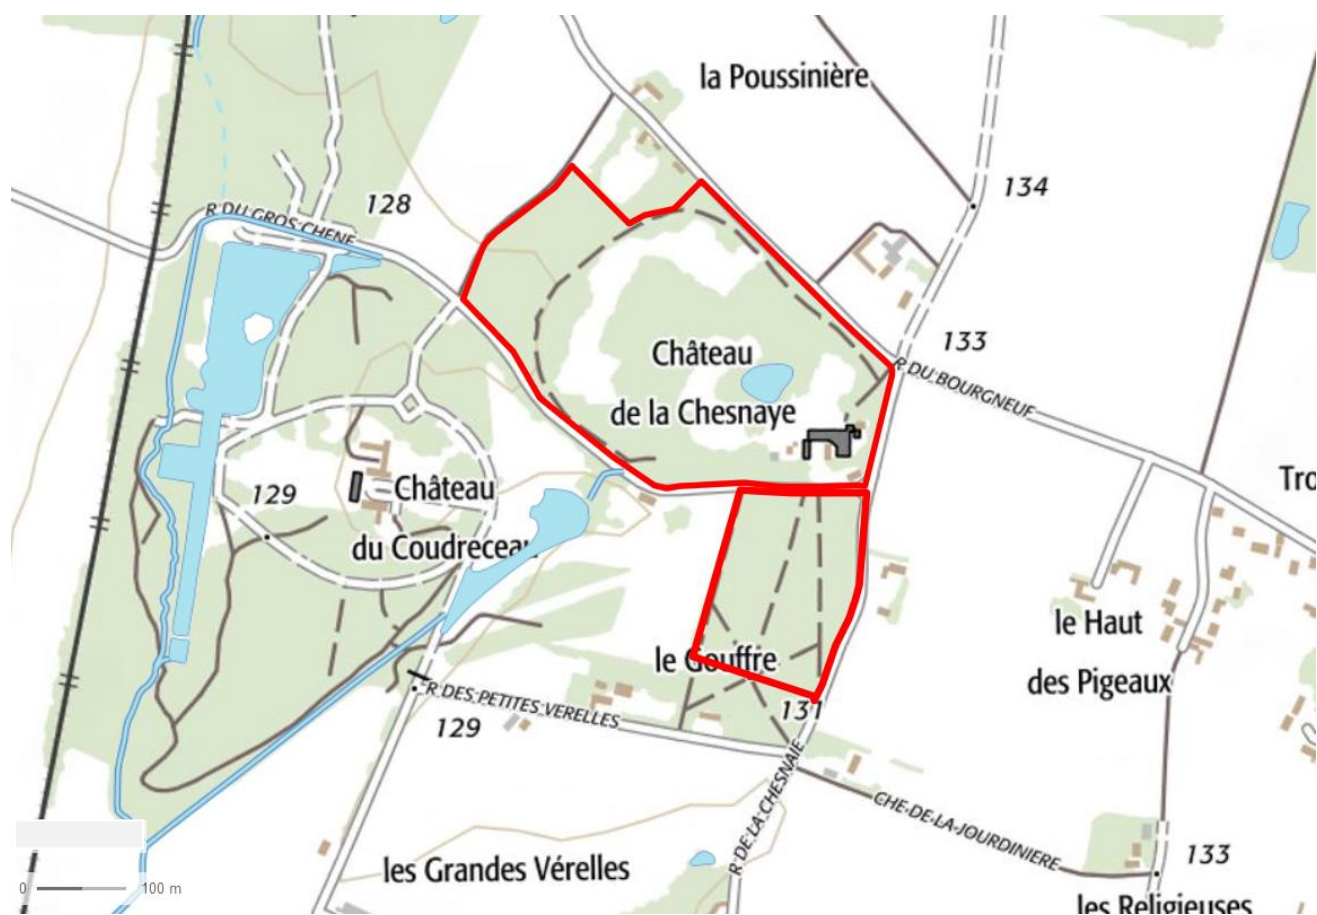 la Poussinière
134
128
R DU GROS CHENE
133
Château
de la Chesnaye
R DU BOURGNEUF
Tro
129
Château
du Coudreceau
le Haut
des Pigeaux
le Gouffre
131
R DES PETITES VERELLES
129
R DE LA CHESNAIE
CHE DE LA JOURDINIERE
133
les Grandes Vérelles
les Religieuses
0 100 m